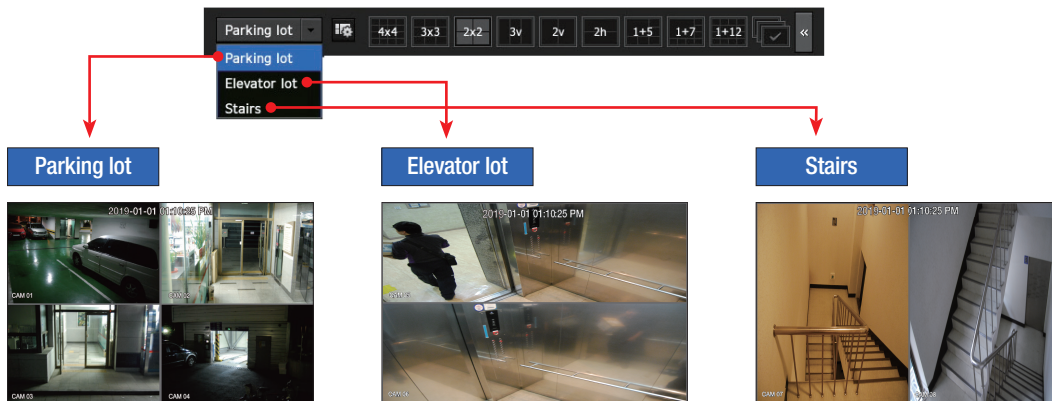 Parking lot 4x4 3x3 2x2 3v 2v 2h 1+5 1+7 1+12 «
Parking lot
Elevator lot
Stairs
Parking lot Elevator lot Stairs
2019-01-01 01:10:25 PM 2019-01-01 01:10:25 PM 2019-01-01 01:10:25 PM
CAM 01 CAM 02
CAM 03 CAM 04 CAM 07